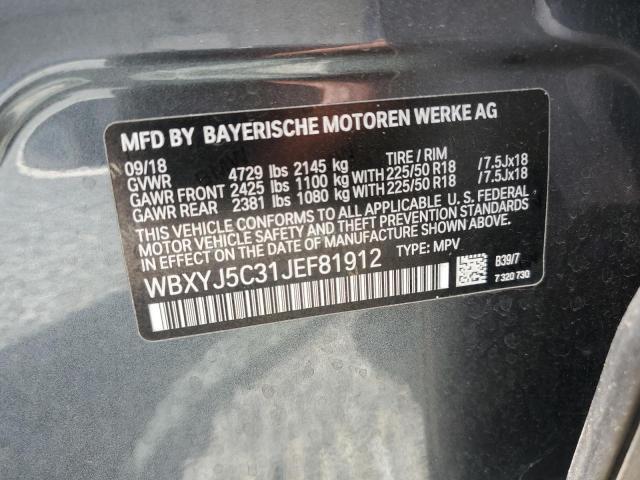 MFD BY BAYERISCHE MOTOREN WERKE AG
09/18 TIRE / RIM
GVWR 4729 lbs 2145 kg
GAWR FRONT 2425 lbs 1100 kg WITH 225/50 R18 /7.5Jx18
GAWR REAR 2381 lbs 1080 kg WITH 225/50 R18 /7.5Jx18
THIS VEHICLE CONFORMS TO ALL APPLICABLE U. S. FEDERAL
MOTOR VEHICLE SAFETY AND THEFT PREVENTION STANDARDS
IN EFFECT ON THE DATE OF MANUFACTURE SHOWN ABOVE.
WBXYJ5C31JEF81912 TYPE: MPV B39/7
7 320 730